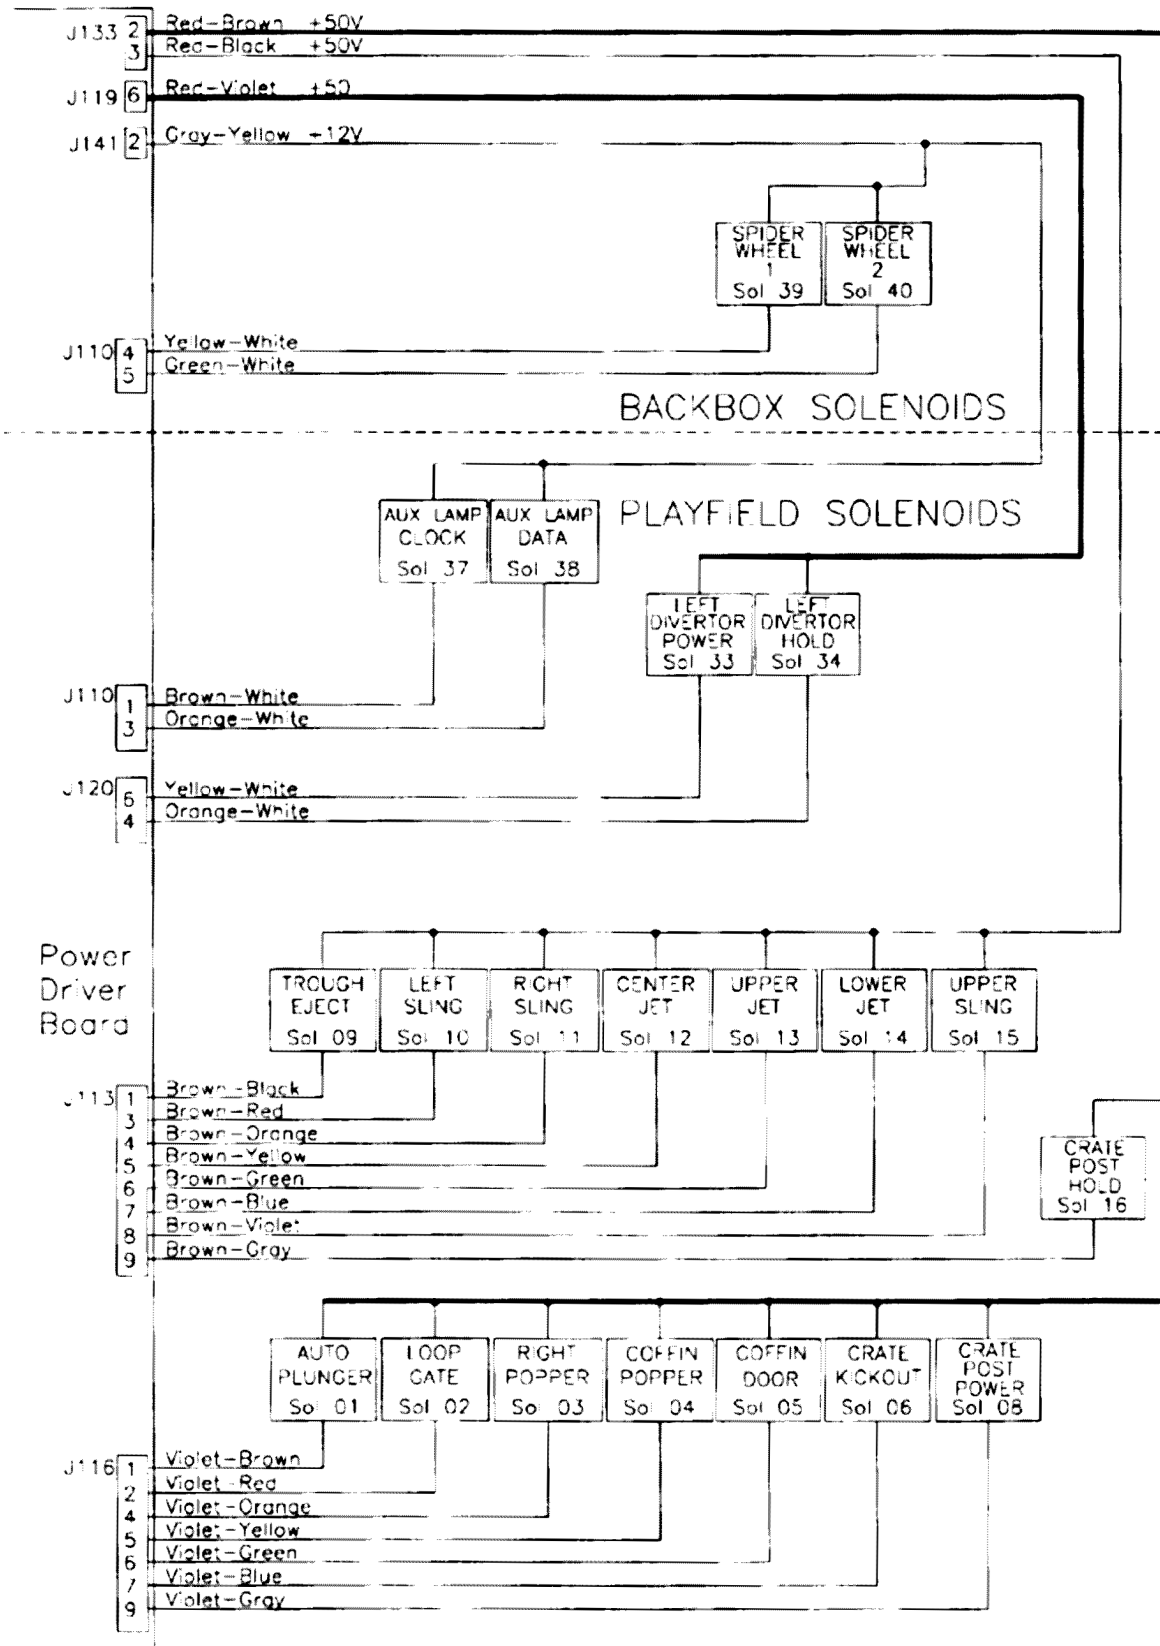 J133 2 Red-Brown +50V
3 Red-Black +50V
J119 6 Red-Violet +50
J141 2 Gray-Yellow +12V
SPIDER WHEEL 1 Sol 39
SPIDER WHEEL 2 Sol 40
J110 4 Yellow-White
5 Green-White
BACKBOX SOLENOIDS
PLAYFIELD SOLENOIDS
AUX LAMP CLOCK Sol 37
AUX LAMP DATA Sol 38
LEFT DIVERTOR POWER Sol 33
LEFT DIVERTOR HOLD Sol 34
J110 1 Brown-White
3 Orange-White
J120 Yellow-White
4 Orange-White
Power
Driver
Board
TROUGH EJECT Sol 09
LEFT SLING Sol 10
RIGHT SLING Sol 11
CENTER JET Sol 12
UPPER JET Sol 13
LOWER JET Sol 14
UPPER SLING Sol 15
J113 1 Brown-Black
3 Brown-Red
4 Brown-Orange
5 Brown-Yellow
6 Brown-Green
7 Brown-Blue
8 Brown-Violet
9 Brown-Gray
CRATE POST HOLD Sol 16
AUTO PLUNGER Sol 01
LOOP GATE Sol 02
RIGHT POPPER Sol 03
COFFIN POPPER Sol 04
COFFIN DOOR Sol 05
CRATE KICKOUT Sol 06
CRATE POST POWER Sol 08
J116 1 Violet-Brown
2 Violet-Red
4 Violet-Orange
5 Violet-Yellow
6 Violet-Green
7 Violet-Blue
9 Violet-Gray